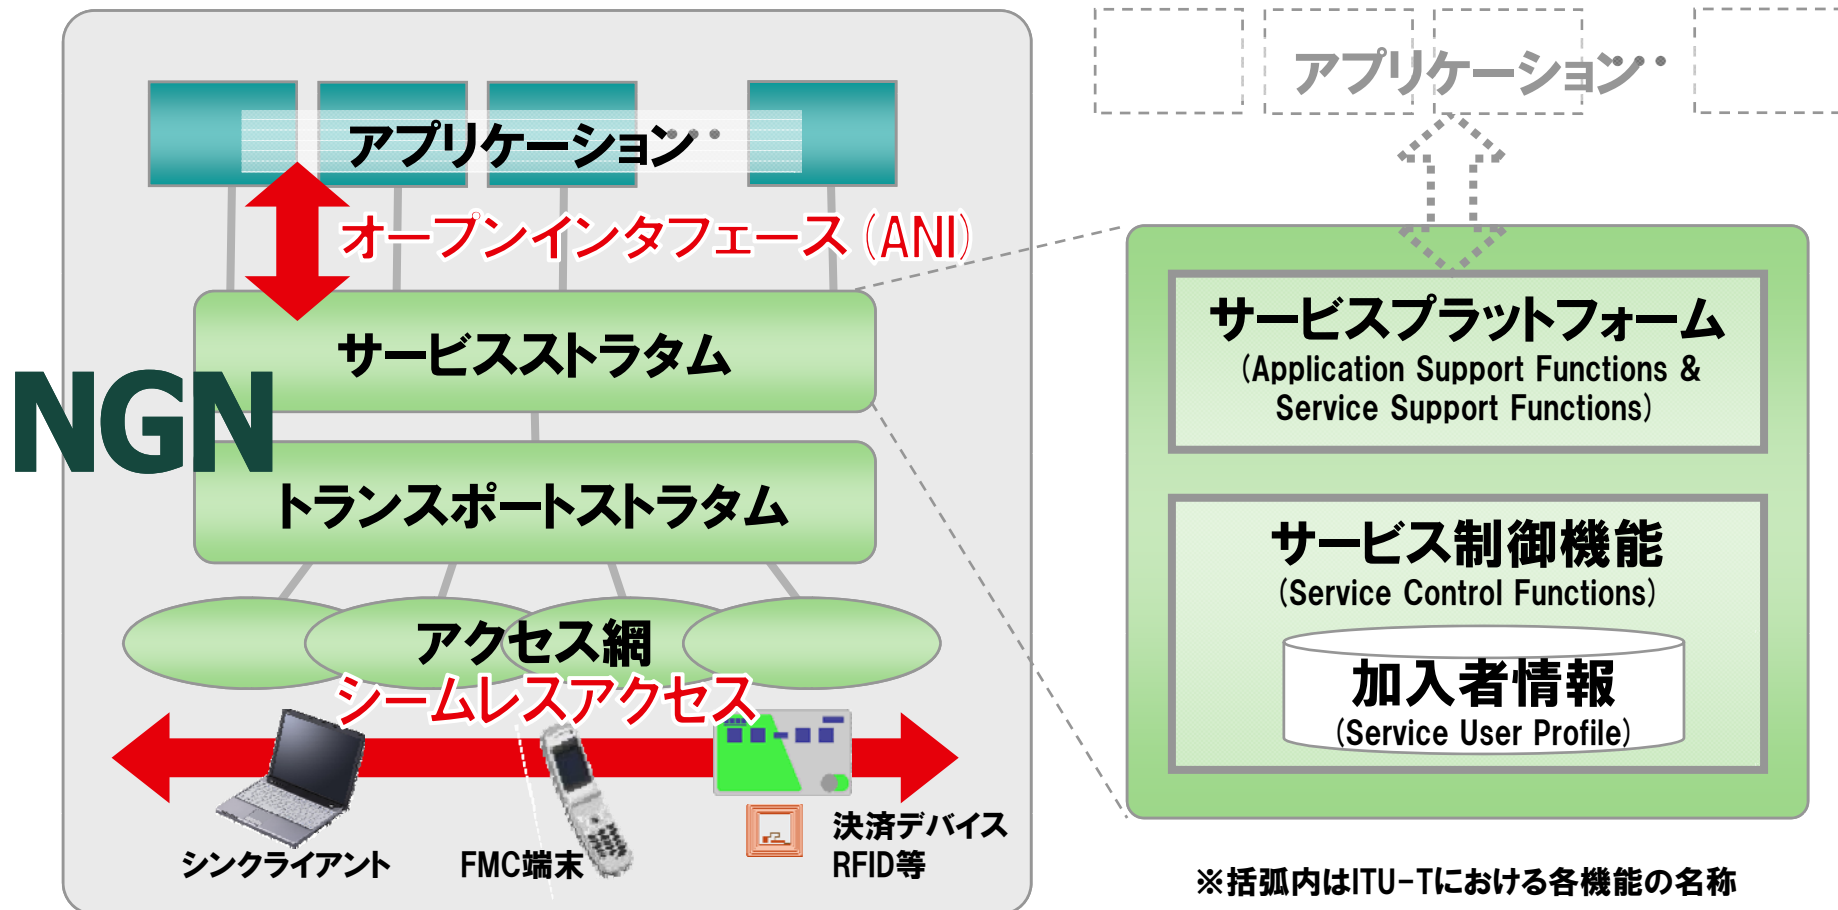 アプリケーション…
オープンインタフェース(ANI)
サービスストラタム
NGN
トランスポートストラタム
アクセス網
シームレスアクセス
シンクライアント
FMC端末
決済デバイス
RFID等
アプリケーション…
サービスプラットフォーム
(Application Support Functions &
Service Support Functions)
サービス制御機能
(Service Control Functions)
加入者情報
(Service User Profile)
※括弧内はITU-Tにおける各機能の名称